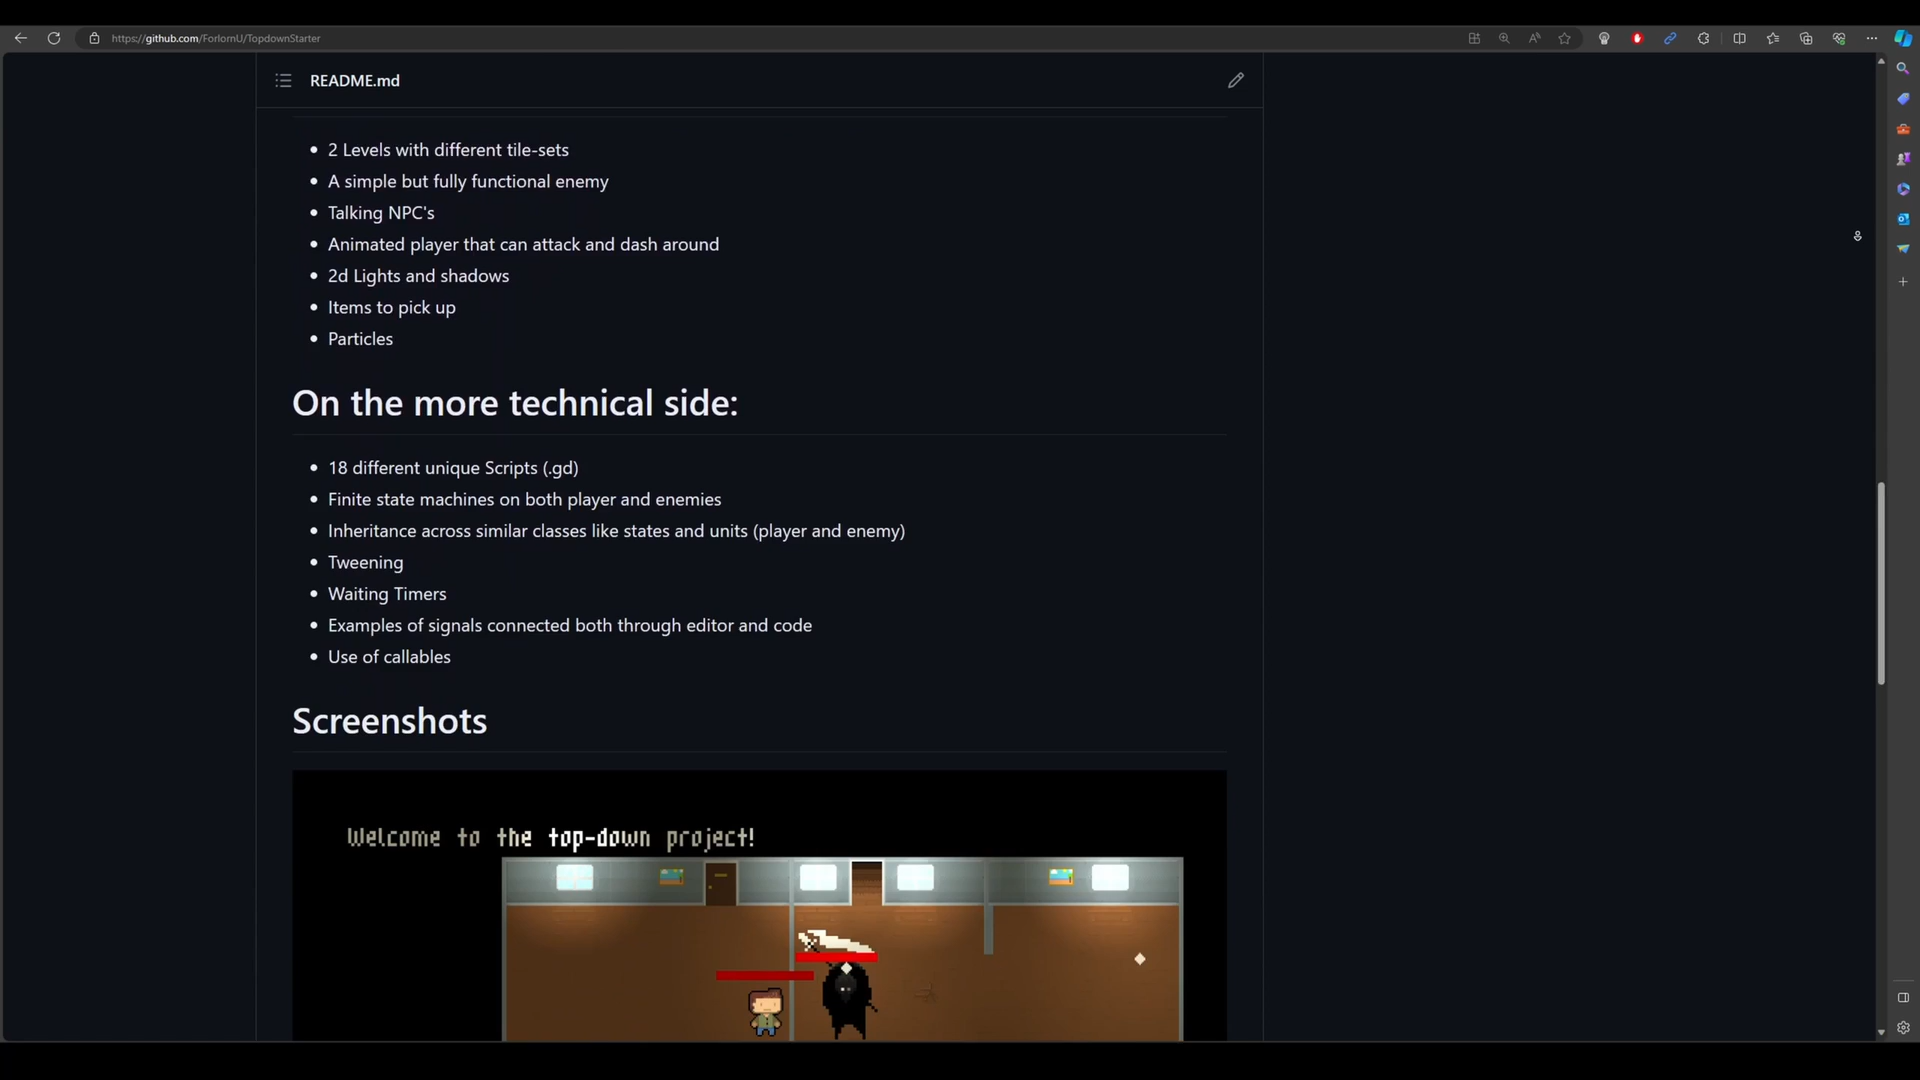 https://github.com/ForlornU/TopdownStarter
README.md
2 Levels with different tile-sets
A simple but fully functional enemy
Talking NPC's
Animated player that can attack and dash around
2d Lights and shadows
Items to pick up
Particles
On the more technical side:
18 different unique Scripts (.gd)
Finite state machines on both player and enemies
Inheritance across similar classes like states and units (player and enemy)
Tweening
Waiting Timers
Examples of signals connected both through editor and code
Use of callables
Screenshots
Welcome to the top-down project!